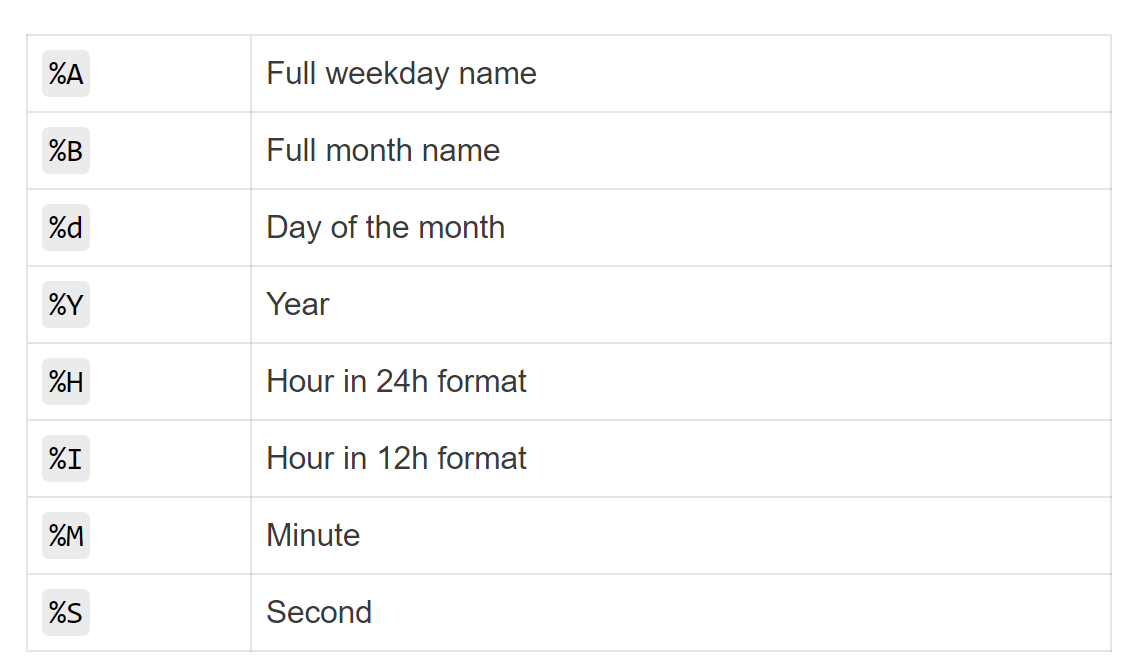 %A Full weekday name
%B Full month name
%d Day of the month
%Y Year
%H Hour in 24h format
%I Hour in 12h format
%M Minute
%S Second